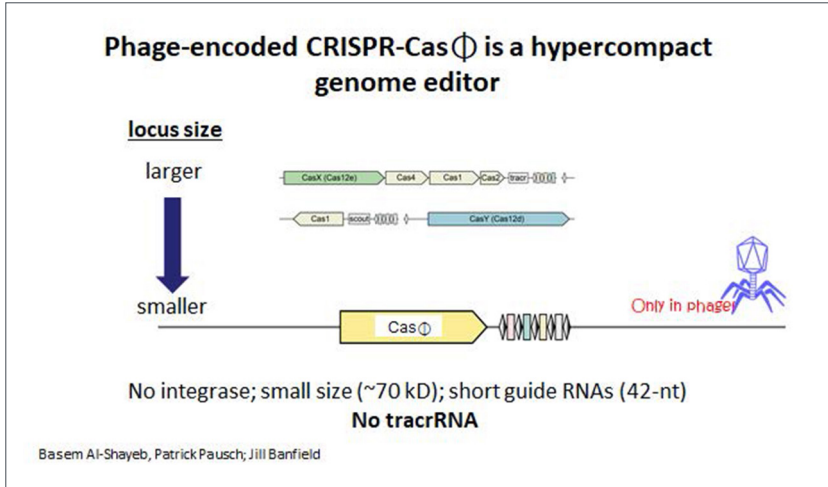 Phage-encoded CRISPR-CasΦ is a hypercompact
genome editor
locus size
larger
CasX (Cas12e) Cas4 Cas1 Cas2 tracr
Cas1 scout CasY (Cas12d)
smaller
Only in phages
CasΦ
No integrase; small size (~70 kD); short guide RNAs (42-nt)
No tracrRNA
Basem Al-Shayeb, Patrick Pausch; Jill Banfield